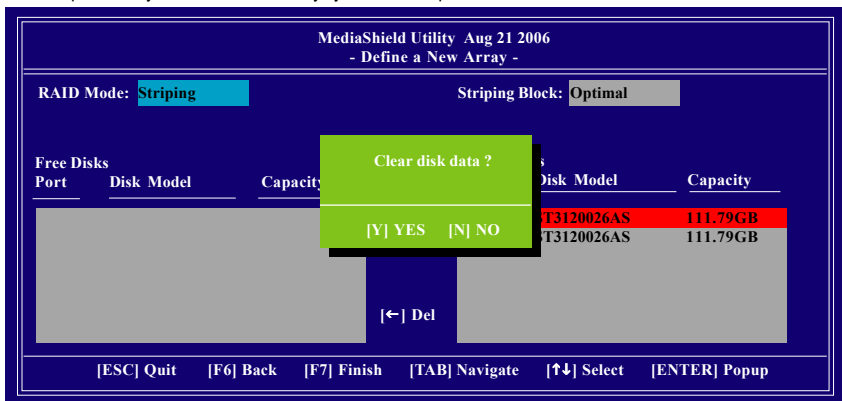 MediaShield Utility Aug 21 2006
- Define a New Array -
RAID Mode: Striping
Striping Block: Optimal
Clear disk data ?
[Y] YES [N] NO
Free Disks
Port Disk Model Capacity
s
Disk Model Capacity
ST3120026AS 111.79GB
ST3120026AS 111.79GB
[←] Del
[ESC] Quit [F6] Back [F7] Finish [TAB] Navigate [↑↓] Select [ENTER] Popup